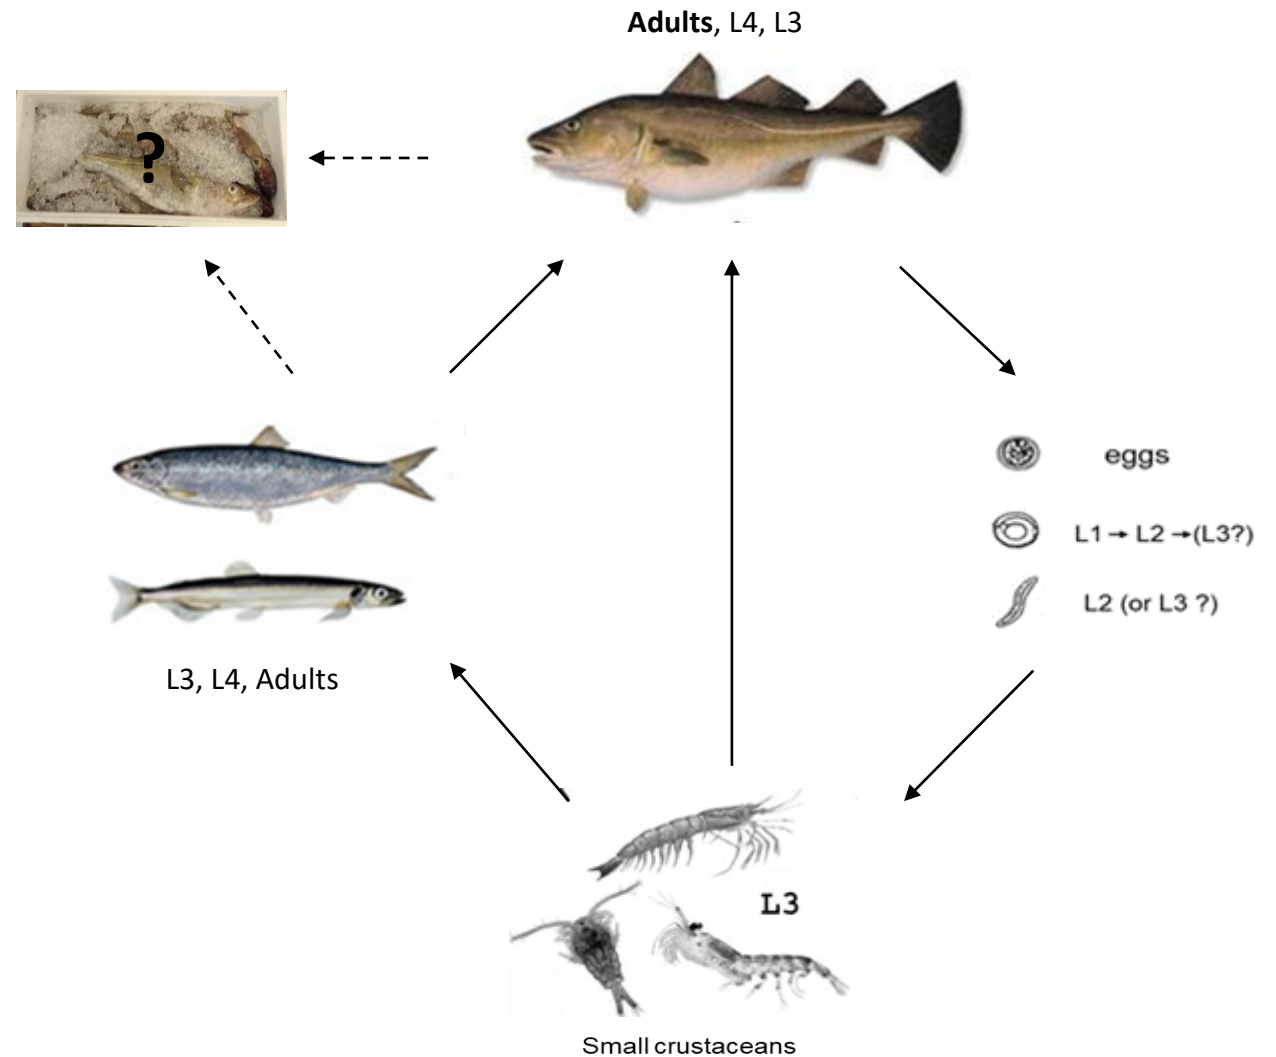 Adults, L4, L3
?
eggs
L1→ L2 →(L3?)
L2 (or L3 ?)
L3, L4, Adults
L3
Small crustaceans